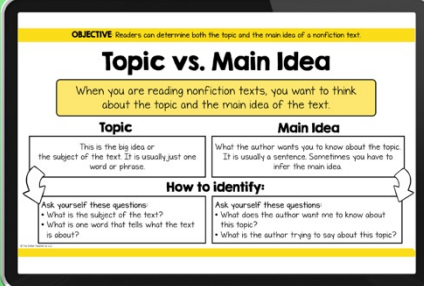 OBJECTIVE: Readers can determine both the topic and the main idea of a nonfiction text.
Topic vs. Main Idea
When you are reading nonfiction texts, you want to think
about the topic and the main idea of the text.
Topic
This is the big idea or
the subject of the text. It is usually just one
word or phrase.
Main Idea
What the author wants you to know about the topic.
It is usually a sentence. Sometimes you have to
infer the main idea.
How to identify:
Ask yourself these questions:
• What is the subject of the text?
• What is one word that tells what the text
is about?
Ask yourself these questions:
• What does the author want me to know about
this topic?
• What is the author trying to say about this topic?